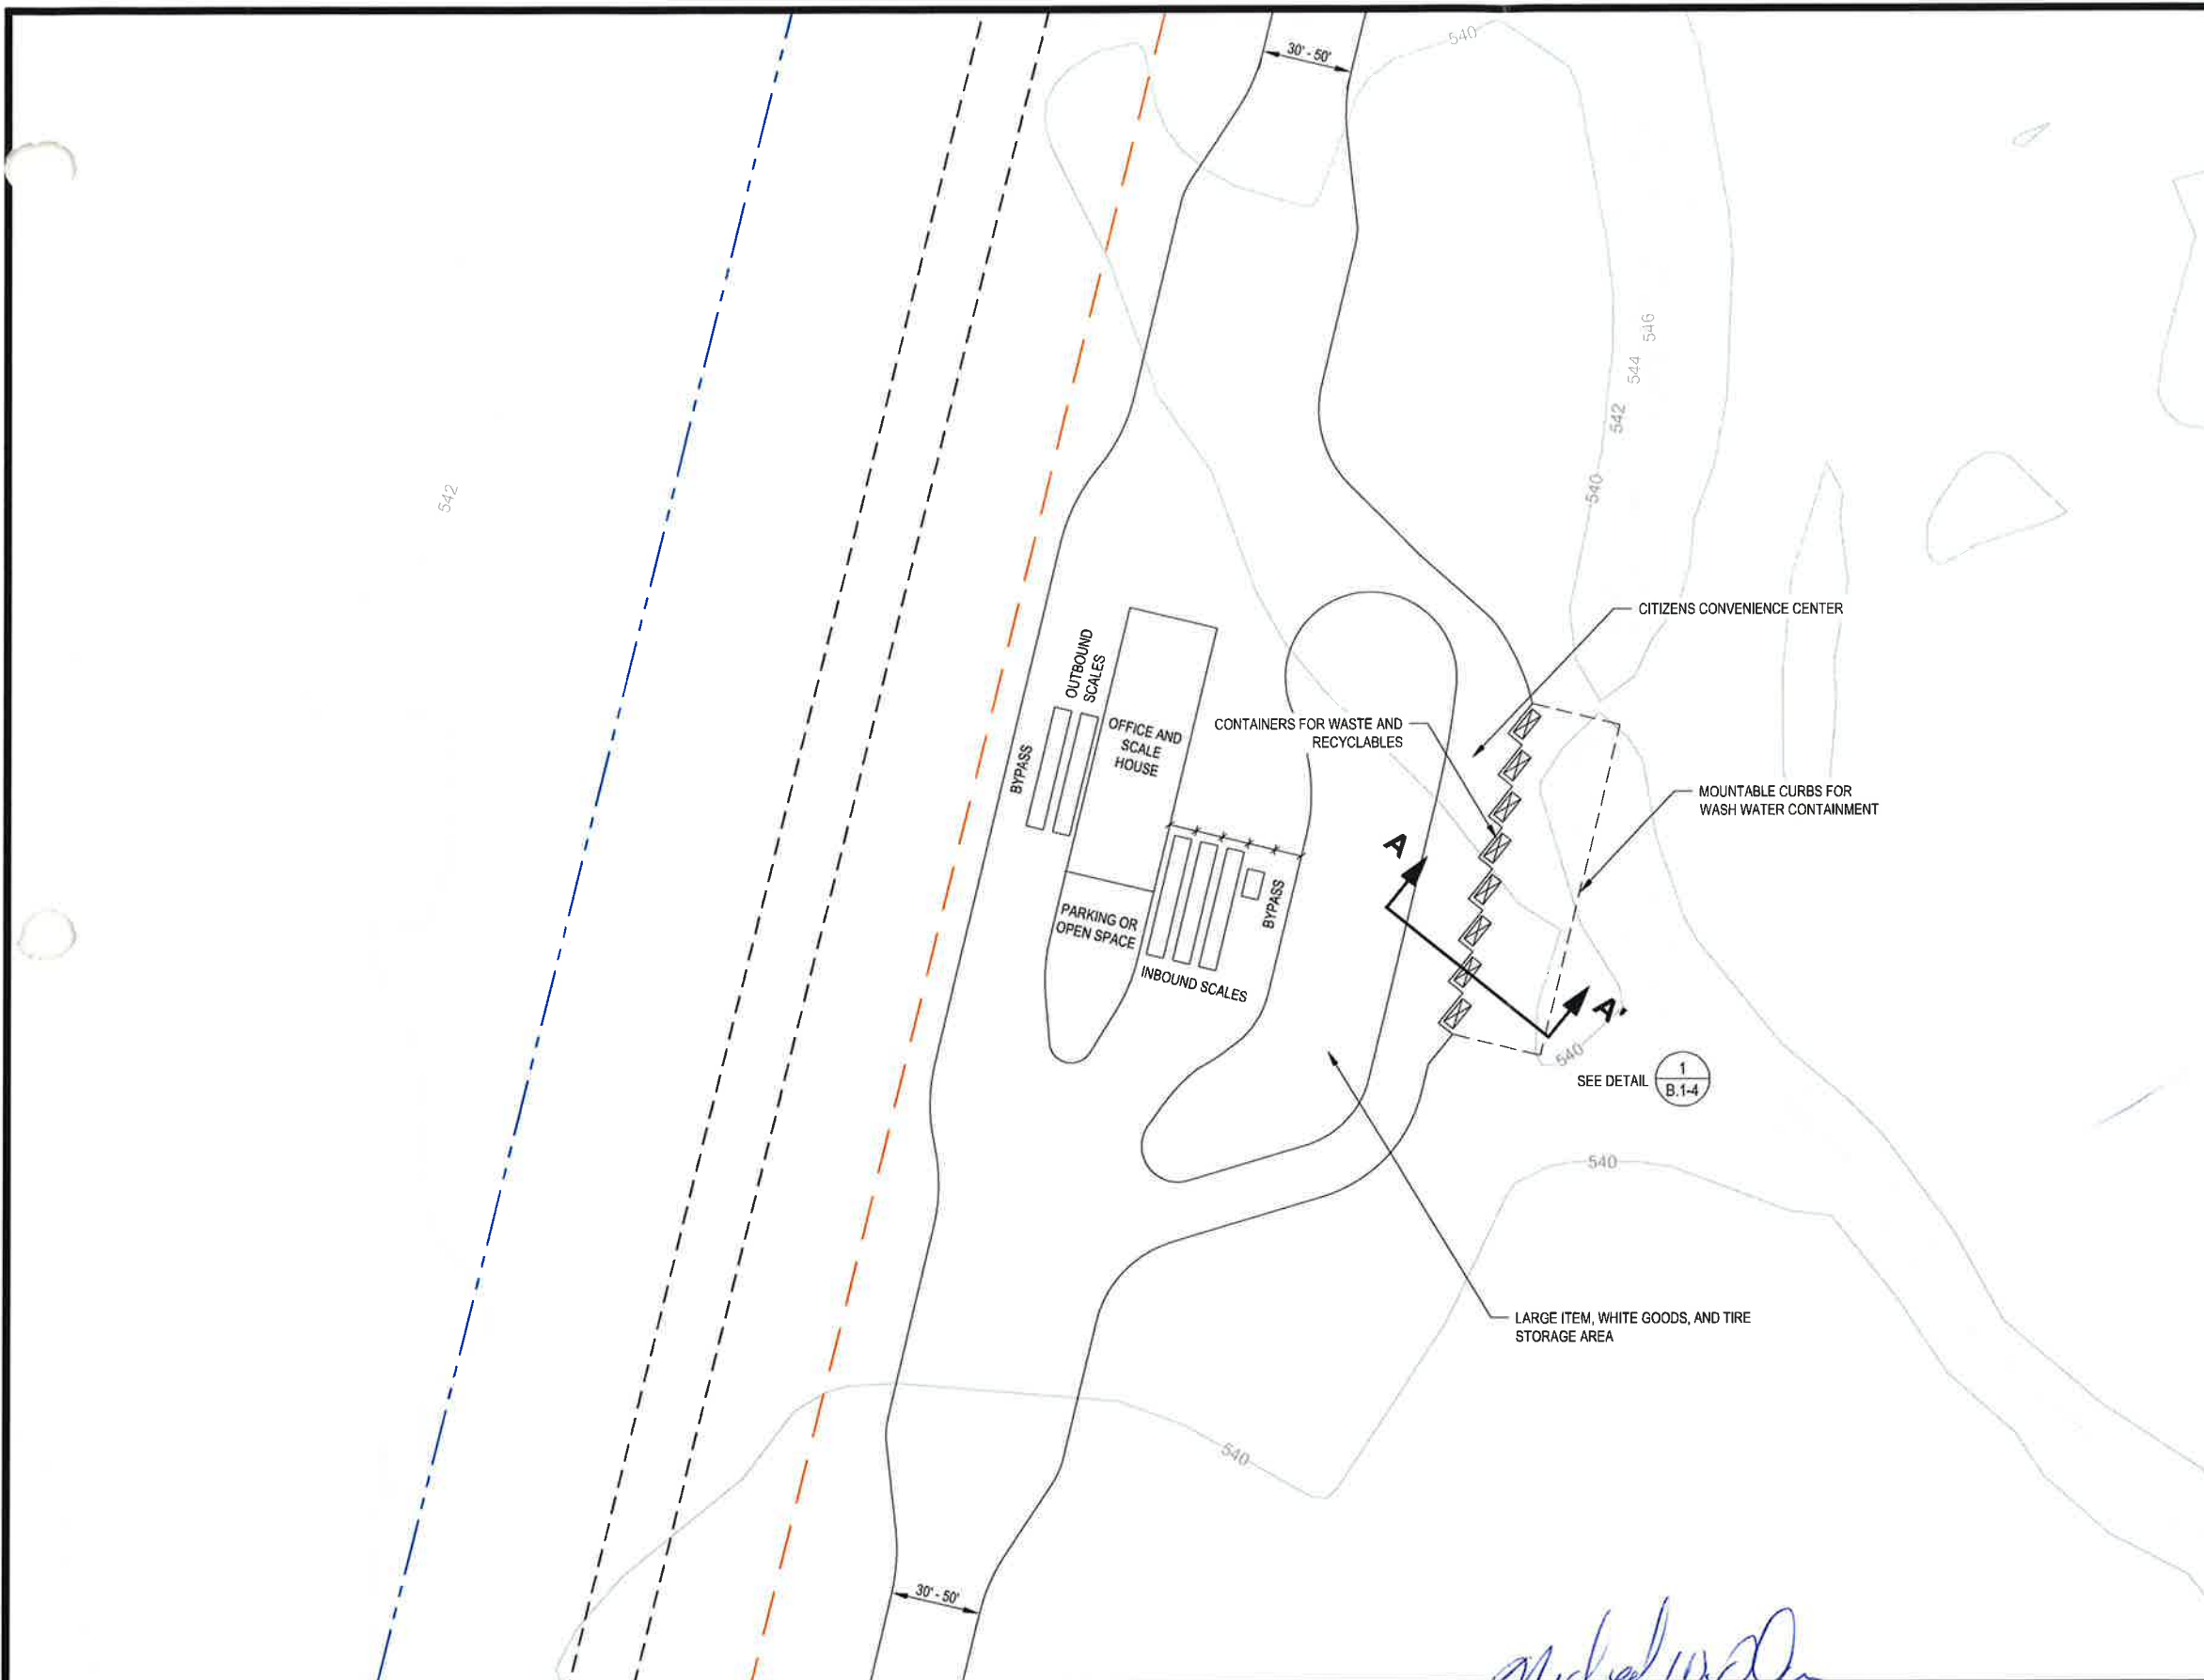 30' - 50'
540
546
544
542
540
542
CITIZENS CONVENIENCE CENTER
OUTBOUND
SCALES
OFFICE AND
SCALE
HOUSE
BYPASS
CONTAINERS FOR WASTE AND
RECYCLABLES
MOUNTABLE CURBS FOR
WASH WATER CONTAINMENT
A
BYPASS
PARKING OR
OPEN SPACE
INBOUND SCALES
A'
540
SEE DETAIL
1
B.1-4
540
LARGE ITEM, WHITE GOODS, AND TIRE
STORAGE AREA
540
30' - 50'